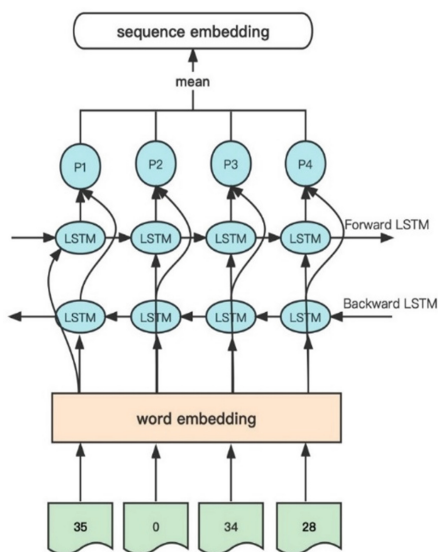 sequence embedding
mean
P1 P2 P3 P4
LSTM LSTM LSTM LSTM Forward LSTM
LSTM LSTM LSTM LSTM Backward LSTM
word embedding
35 0 34 28